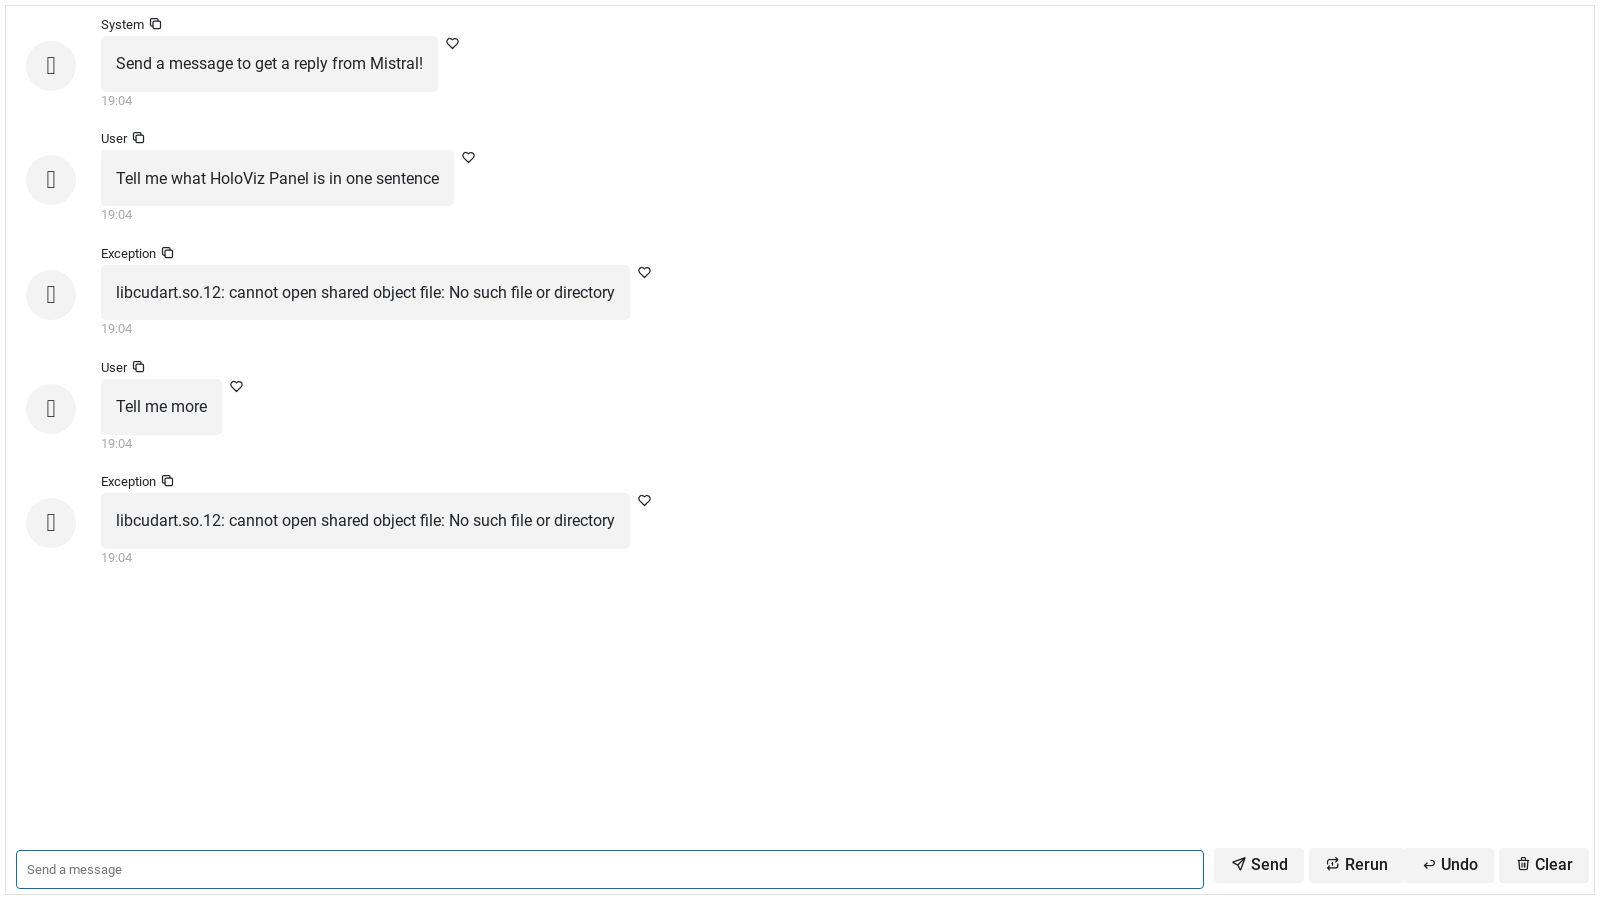 System
Send a message to get a reply from Mistral!
19:04
User
Tell me what HoloViz Panel is in one sentence
19:04
Exception
libcudart.so.12: cannot open shared object file: No such file or directory
19:04
User
Tell me more
19:04
Exception
libcudart.so.12: cannot open shared object file: No such file or directory
19:04
Send a message
Send
Rerun
Undo
Clear